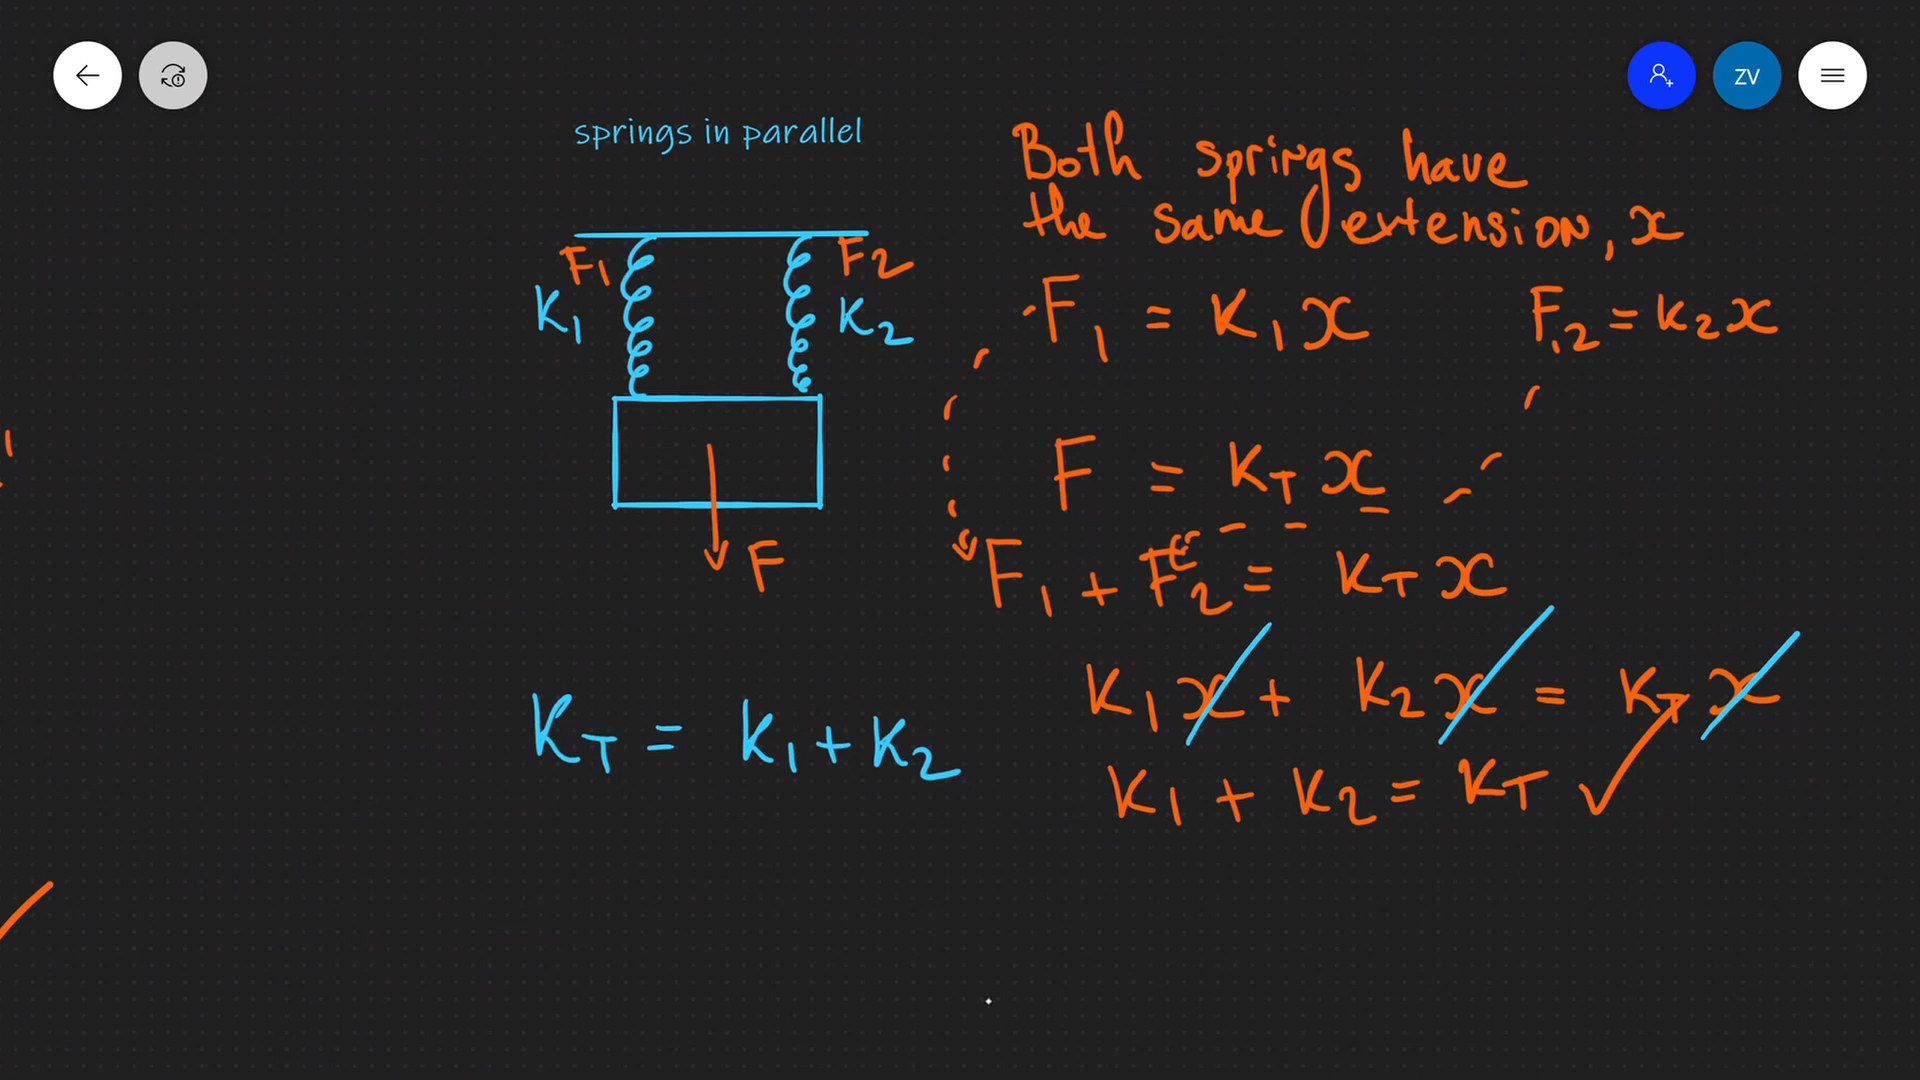 ZV
springs in parallel
Both springs have
the same extension, x
F1 F2
K1 K2
F1 = K1x F2 = K2x
F = KTx
F1 + F2 = KTx
F
K1x + K2x = KTx
KT = K1 + K2
K1 + K2 = KT ✓